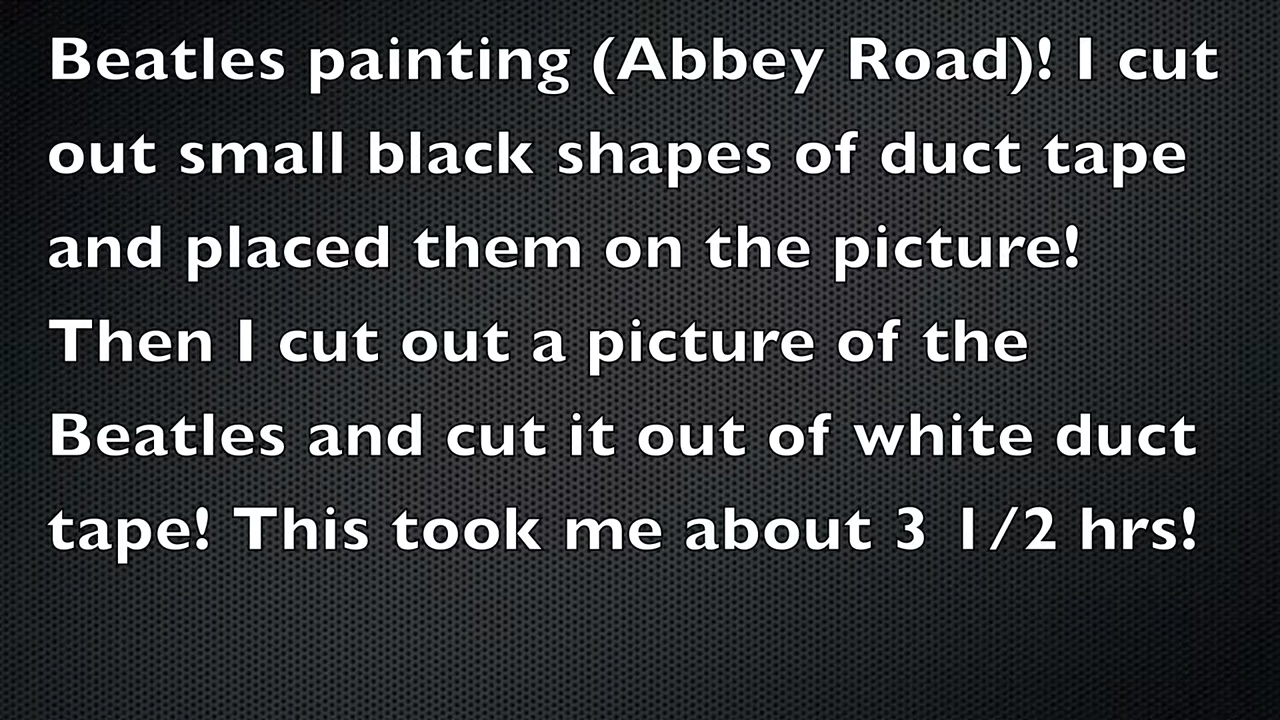 Beatles painting (Abbey Road)! I cut
out small black shapes of duct tape
and placed them on the picture!
Then I cut out a picture of the
Beatles and cut it out of white duct
tape! This took me about 3 1/2 hrs!